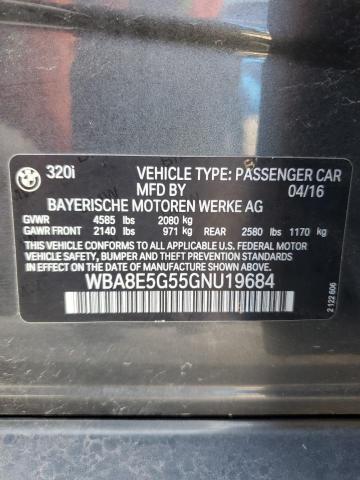 320i VEHICLE TYPE: PASSENGER CAR
MFD BY 04/16
BAYERISCHE MOTOREN WERKE AG
GVWR 4585 lbs 2080 kg
GAWR FRONT 2140 lbs 971 kg REAR 2580 lbs 1170 kg
THIS VEHICLE CONFORMS TO ALL APPLICABLE U.S. FEDERAL MOTOR
VEHICLE SAFETY, BUMPER, AND THEFT PREVENTION STANDARDS IN
EFFECT ON THE DATE OF MANUFACTURE SHOWN ABOVE.
WBA8E5G55GNU19684
2 122 606